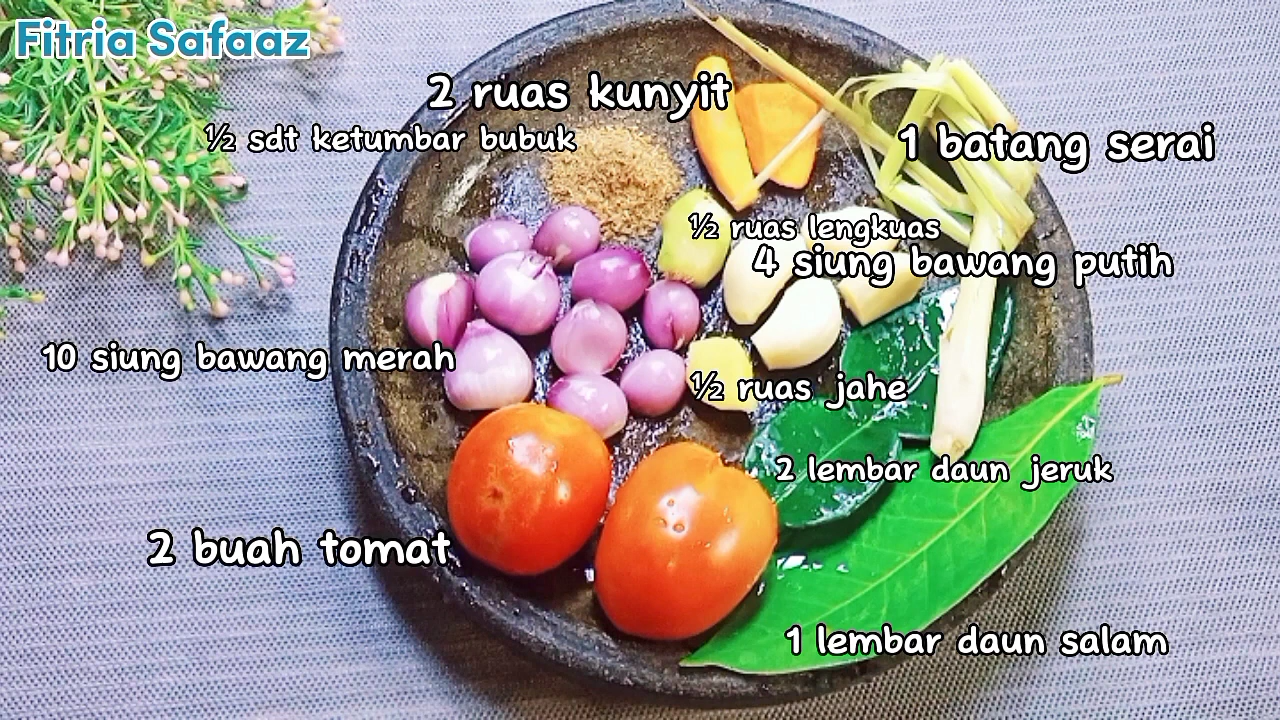 Fitria Safaaz
2 ruas kunyit
½ sdt ketumbar bubuk
1 batang serai
½ ruas lengkuas
4 siung bawang putih
10 siung bawang merah
½ ruas jahe
2 lembar daun jeruk
2 buah tomat
1 lembar daun salam